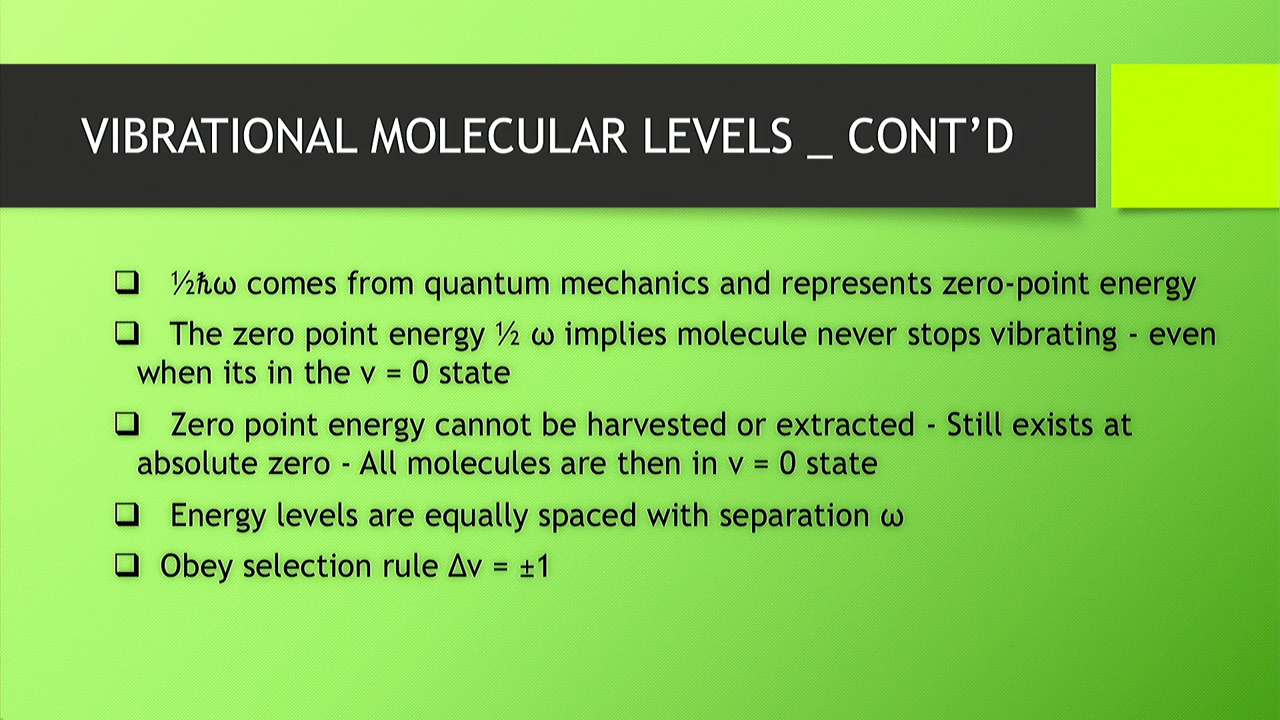 VIBRATIONAL MOLECULAR LEVELS _ CONT’D
❑ ½ℏω comes from quantum mechanics and represents zero-point energy
❑ The zero point energy ½ ω implies molecule never stops vibrating - even
when its in the v = 0 state
❑ Zero point energy cannot be harvested or extracted - Still exists at
absolute zero - All molecules are then in v = 0 state
❑ Energy levels are equally spaced with separation ω
❑ Obey selection rule Δv = ±1